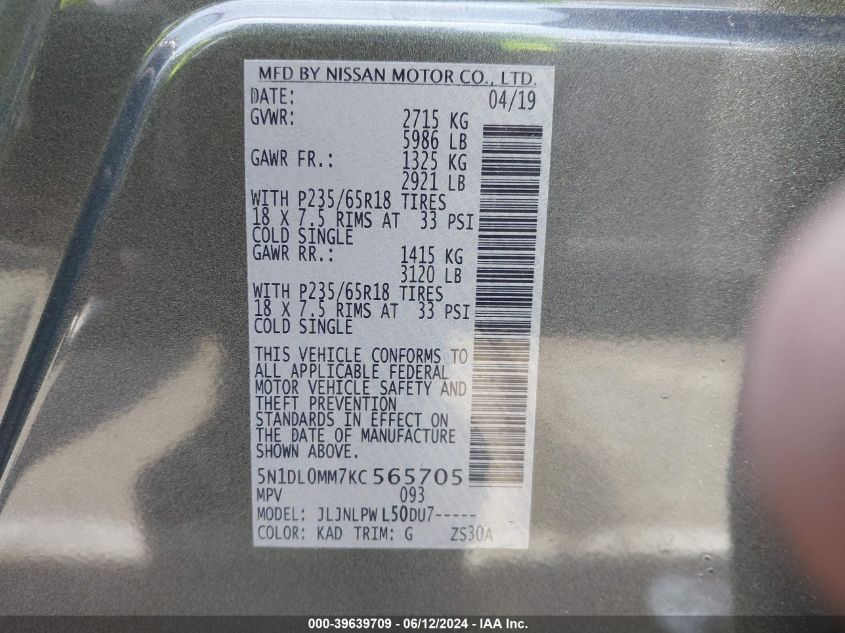 MFD BY NISSAN MOTOR CO., LTD.
DATE: 04/19
GVWR: 2715 KG
5986 LB
GAWR FR.: 1325 KG
2921 LB
WITH P235/65R18 TIRES
18 X 7.5 RIMS AT 33 PSI
COLD SINGLE
GAWR RR.: 1415 KG
3120 LB
WITH P235/65R18 TIRES
18 X 7.5 RIMS AT 33 PSI
COLD SINGLE
THIS VEHICLE CONFORMS TO
ALL APPLICABLE FEDERAL
MOTOR VEHICLE SAFETY AND
THEFT PREVENTION
STANDARDS IN EFFECT ON
THE DATE OF MANUFACTURE
SHOWN ABOVE.
5N1DL0MM7KC565705
MPV 093
MODEL: JLJNLPWL50DU7-----
COLOR: KAD TRIM: G ZS30A
000-39639709 - 06/12/2024 - IAA Inc.